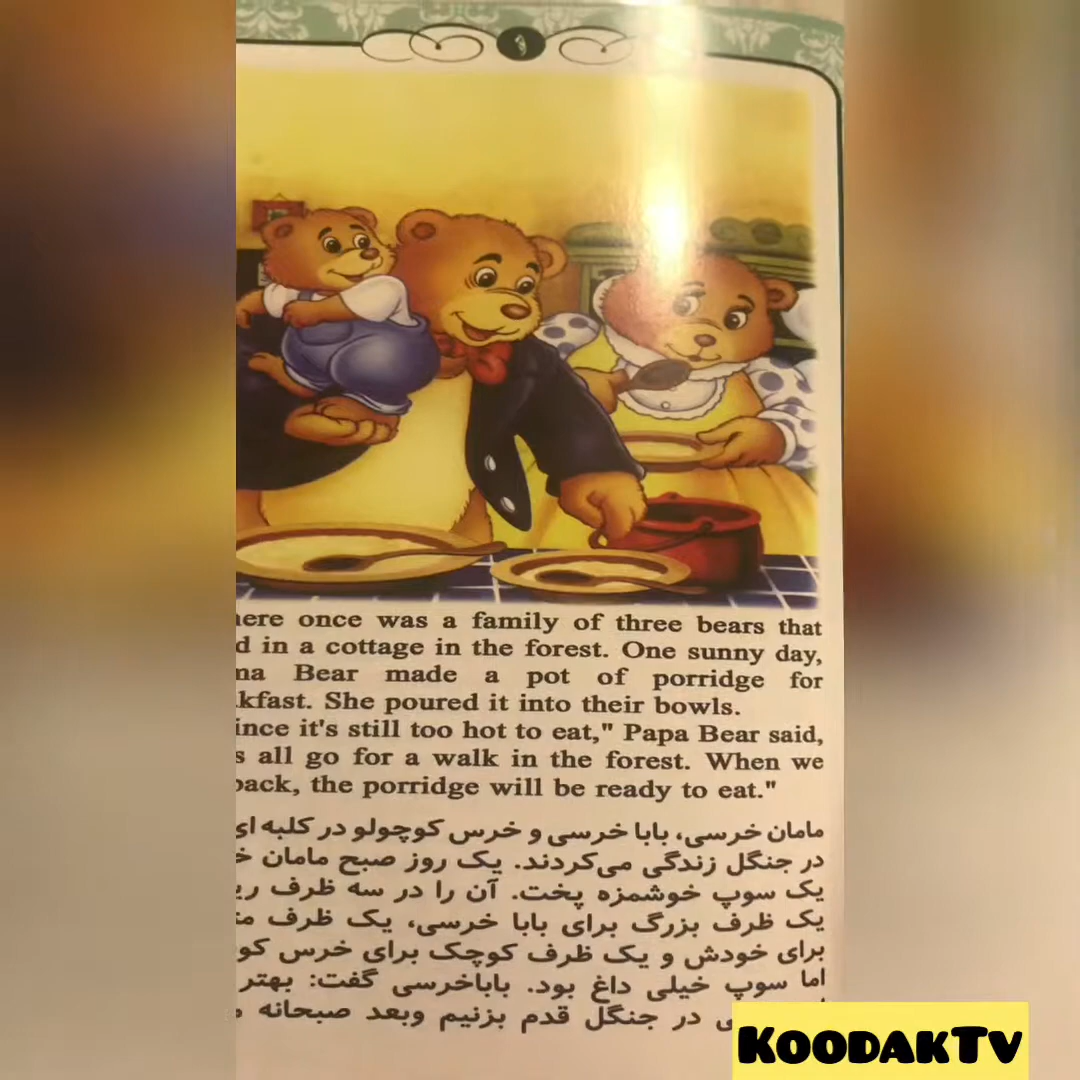 once was a family of three bears that
in a cottage in the forest. One sunny day,
Bear made a pot of porridge for
She poured it into their bowls.
it's still too hot to eat," Papa Bear said,
all go for a walk in the forest. When we
the porridge will be ready to eat."
مامان خرسی، بابا خرسی و خرس کوچولو در کلبه ای
در جنگل زندگی می‌کردند. یک روز صبح مامان
یک سوپ خوشمزه پخت. آن را در سه ظرف
یک ظرف بزرگ برای بابا خرسی، یک ظرف
برای خودش و یک ظرف کوچک برای خرس
اما سوپ خیلی داغ بود. باباخرسی گفت: بهتر
در جنگل قدم بزنیم وبعد صبحانه
KOODAKTV